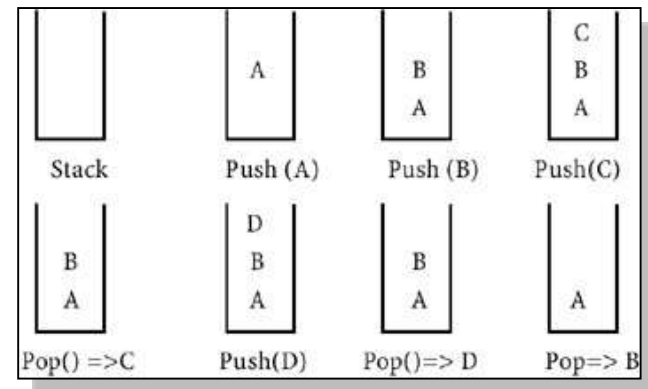 C
A B B
A A
Stack Push (A) Push (B) Push(C)
D
B B B
A A A A
Pop() =>C Push(D) Pop()=> D Pop=> B